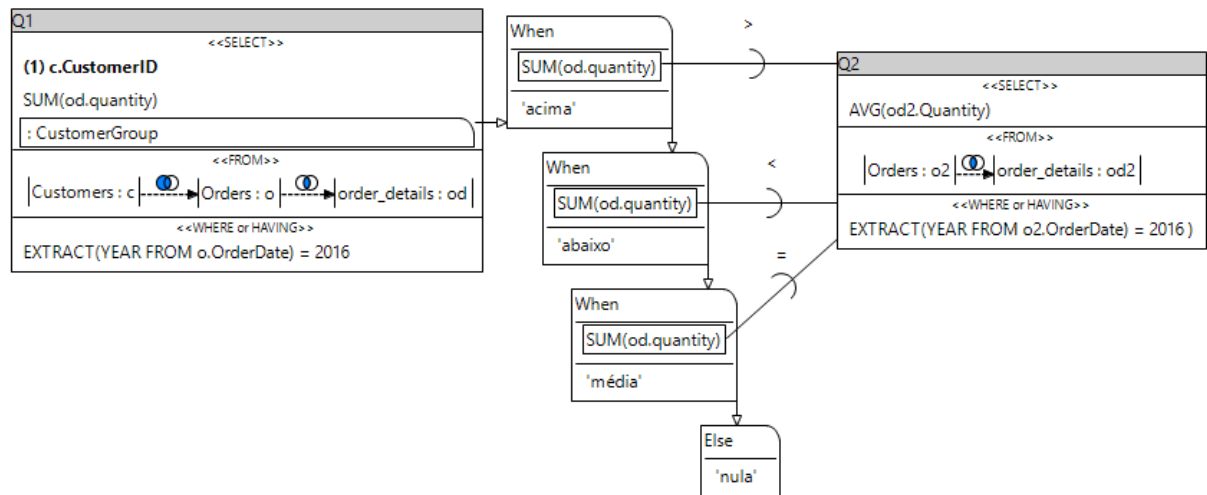 Q1
<<SELECT>>
(1) c.CustomerID
SUM(od.quantity)
: CustomerGroup
<<FROM>>
Customers : c
Orders : o
order_details : od
<<WHERE or HAVING>>
EXTRACT(YEAR FROM o.OrderDate) = 2016
When
SUM(od.quantity)
'acima'
>
When
SUM(od.quantity)
'abaixo'
<
When
SUM(od.quantity)
'média'
=
Else
'nula'
Q2
<<SELECT>>
AVG(od2.Quantity)
<<FROM>>
Orders : o2
order_details : od2
<<WHERE or HAVING>>
EXTRACT(YEAR FROM o2.OrderDate) = 2016 )